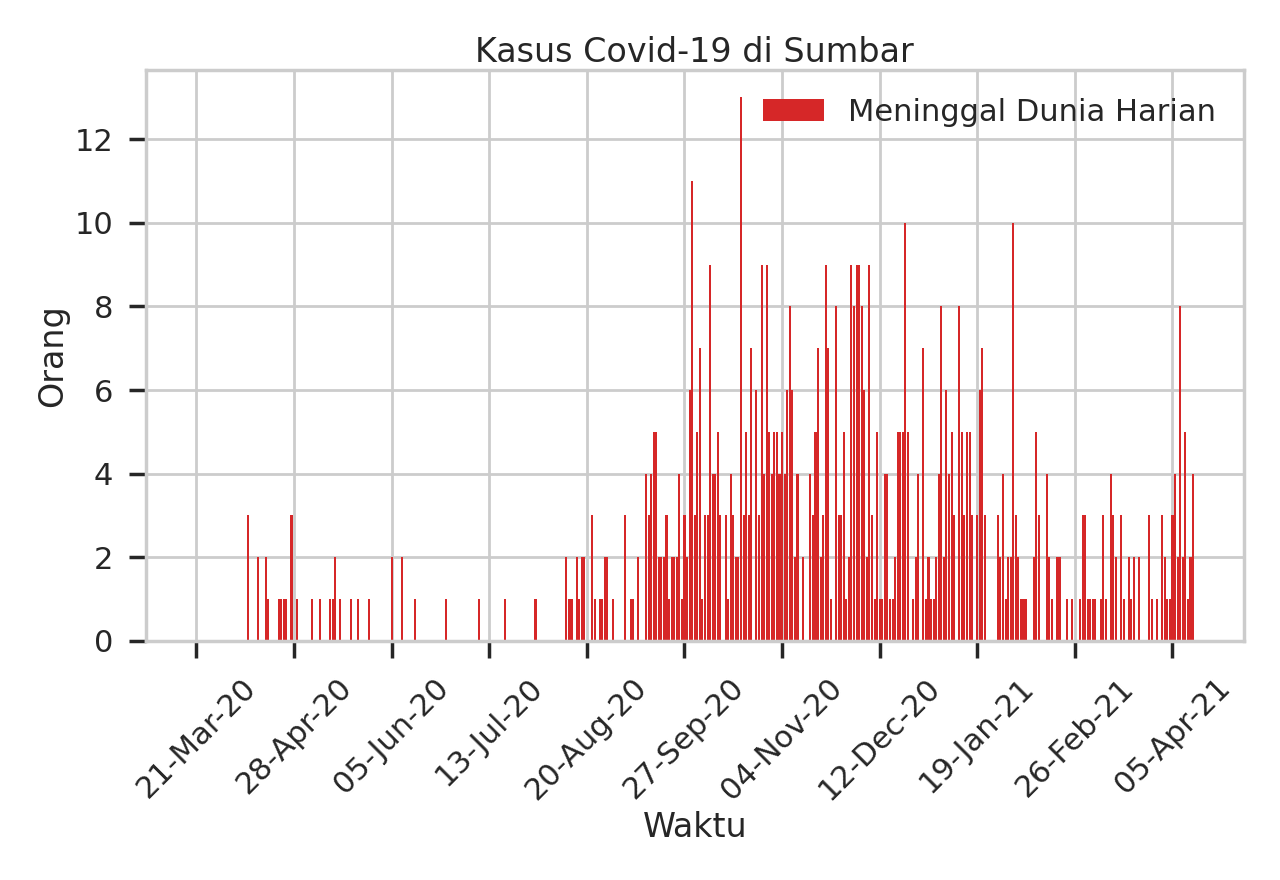 Kasus Covid-19 di Sumbar
Meninggal Dunia Harian
Orang
12
10
8
6
4
2
0
21-Mar-20
28-Apr-20
05-Jun-20
13-Jul-20
20-Aug-20
27-Sep-20
04-Nov-20
12-Dec-20
19-Jan-21
26-Feb-21
05-Apr-21
Waktu